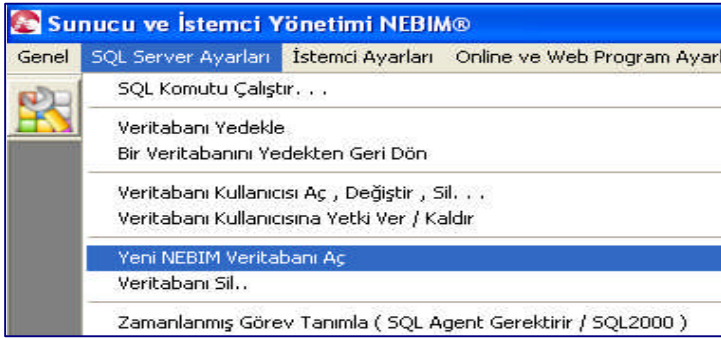 Sunucu ve İstemci Yönetimi NEBIM®
Genel SQL Server Ayarları İstemci Ayarları Online ve Web Program Ayarl
SQL Komutu Çalıştır. . .
Veritabanı Yedekle
Bir Veritabanını Yedekten Geri Dön
Veritabanı Kullanıcısı Aç , Değiştir , Sil. . .
Veritabanı Kullanıcısına Yetki Ver / Kaldır
Yeni NEBIM Veritabanı Aç
Veritabanı Sil..
Zamanlanmış Görev Tanımla ( SQL Agent Gerektirir / SQL2000 )